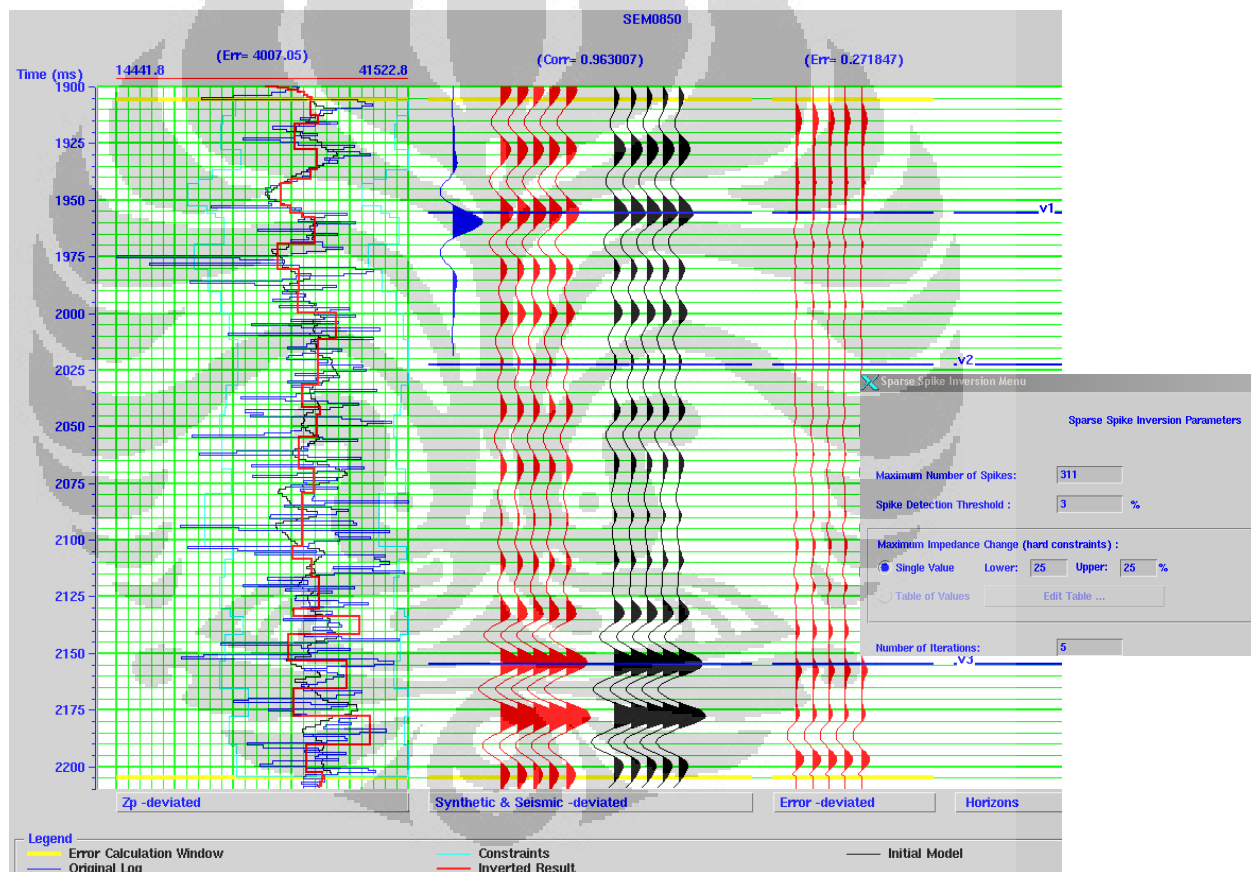 SEM0850
(Err= 4007.05)
(Corr= 0.963007)
(Err= 0.271847)
Time (ms)
14441.8
41522.8
1900
1925
1950
1975
2000
2025
2050
2075
2100
2125
2150
2175
2200
v1
v2
v3
Sparse Spike Inversion Menu
Sparse Spike Inversion Parameters
Maximum Number of Spikes: 311
Spike Detection Threshold : 3 %
Maximum Impedance Change (hard constraints) :
Single Value Lower: 25 Upper: 25 %
Table of Values Edit Table ...
Number of Iterations: 5
Zp -deviated
Synthetic & Seismic -deviated
Error -deviated
Horizons
Legend
Error Calculation Window
Constraints
Initial Model
Original Log
Inverted Result